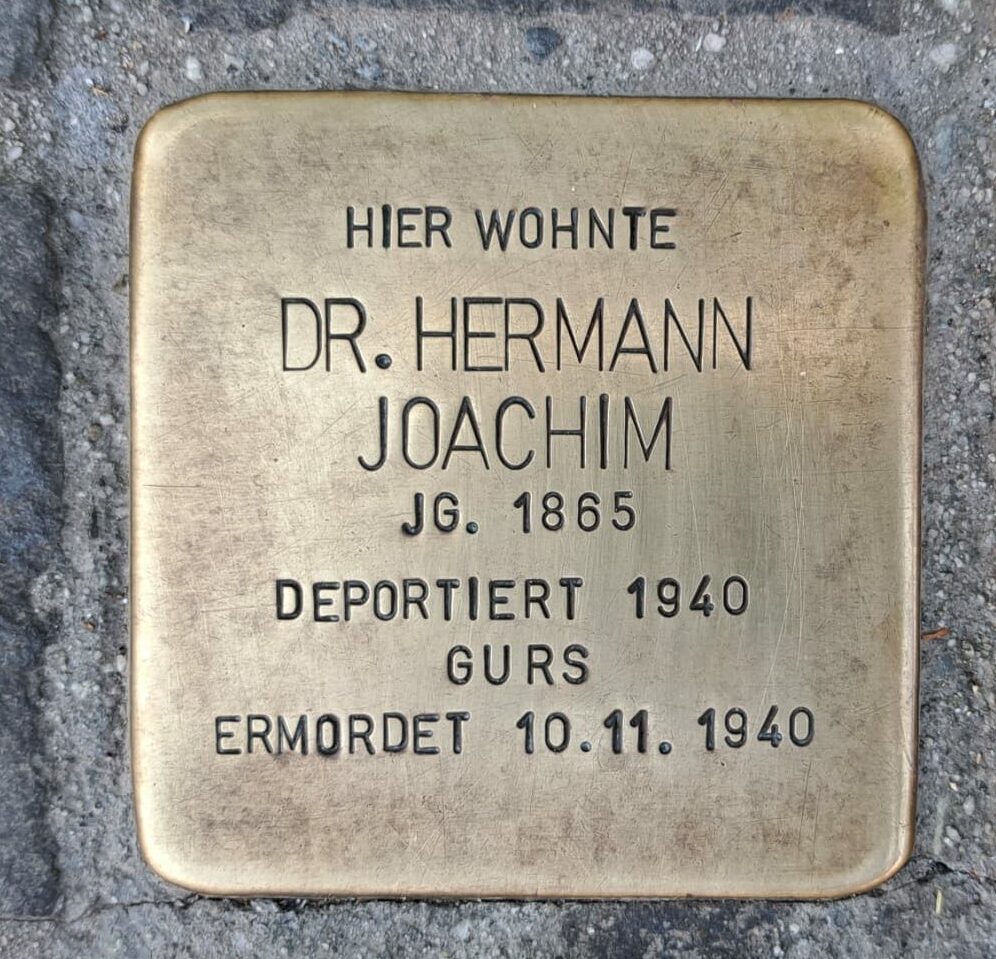 HIER WOHNTE
DR. HERMANN
JOACHIM
JG. 1865
DEPORTIERT 1940
GURS
ERMORDET 10.11.1940